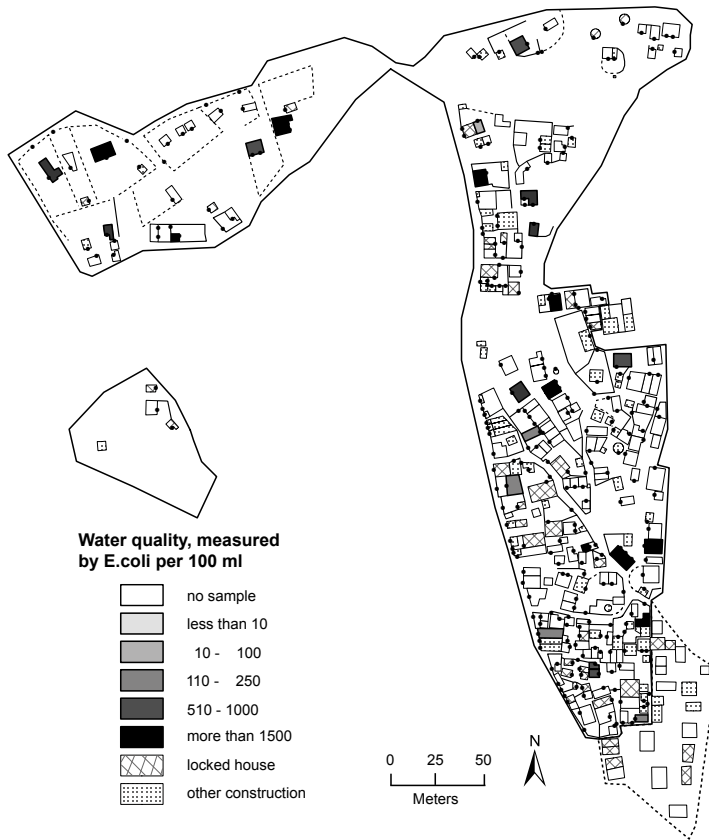 Water quality, measured
by E.coli per 100 ml
no sample
less than 10
10 - 100
110 - 250
510 - 1000
more than 1500
locked house
other construction
0 25 50
Meters
N